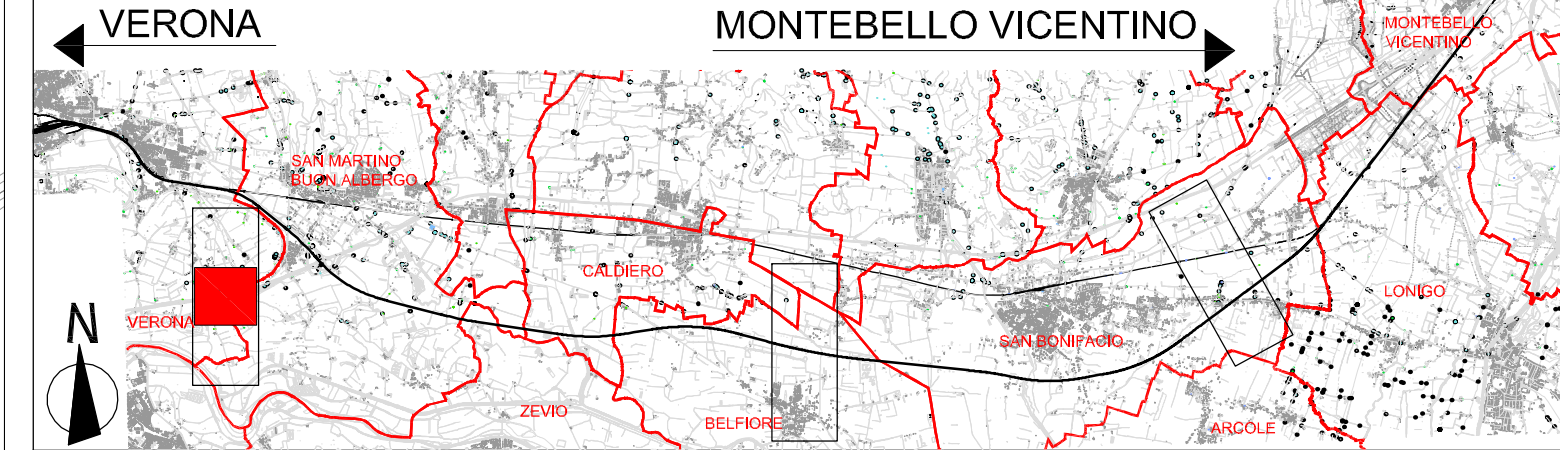 VERONA
MONTEBELLO VICENTINO
MONTEBELLO
VICENTINO
SAN MARTINO
BUON ALBERGO
CALDIERO
LONIGO
N
VERONA
SAN BONIFACIO
ZEVIO
BELFIORE
ARCOLE